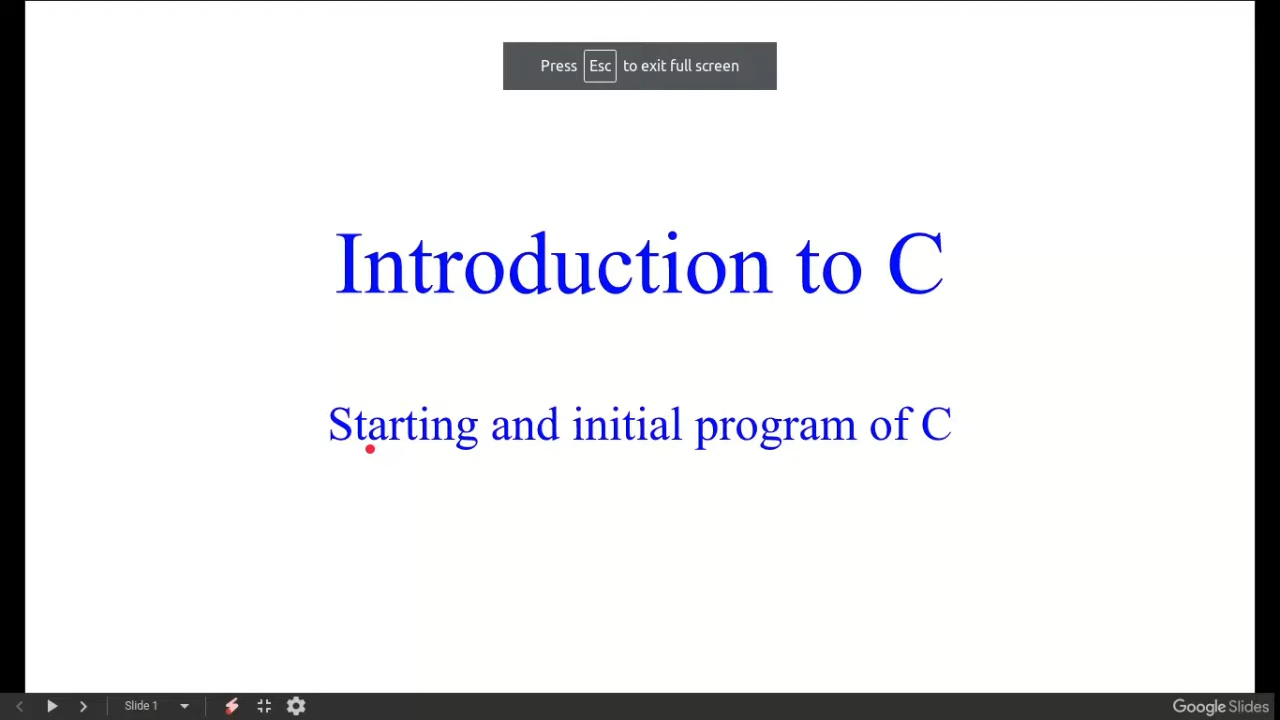 Press Esc to exit full screen
Introduction to C
Starting and initial program of C
Slide 1
Google Slides